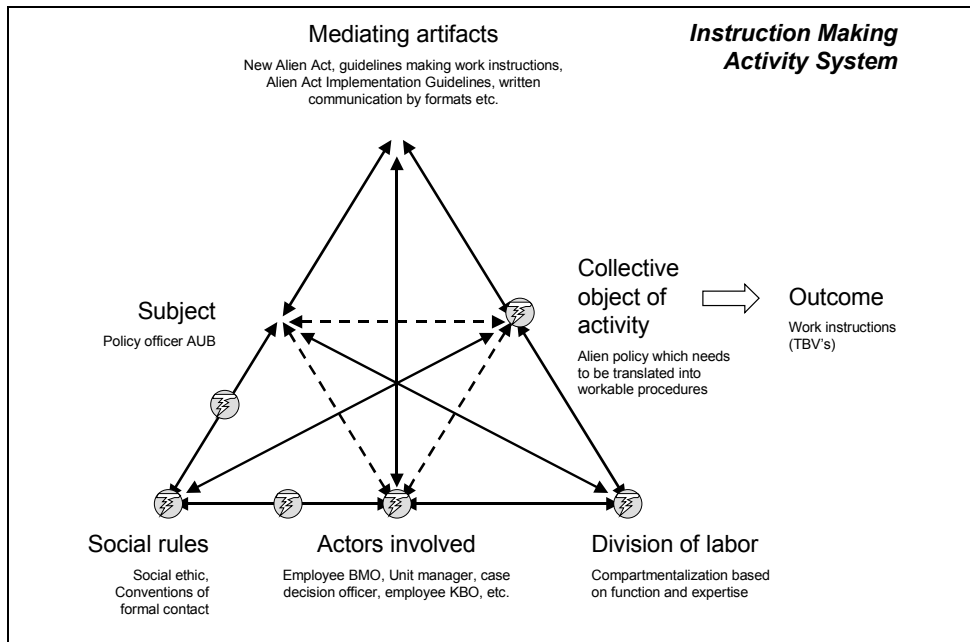 Mediating artifacts
New Alien Act, guidelines making work instructions,
Alien Act Implementation Guidelines, written
communication by formats etc.
Instruction Making
Activity System
Subject
Policy officer AUB
Collective
object of
activity
Alien policy which needs
to be translated into
workable procedures
Outcome
Work instructions
(TBV's)
Social rules
Social ethic,
Conventions of
formal contact
Actors involved
Employee BMO, Unit manager, case
decision officer, employee KBO, etc.
Division of labor
Compartmentalization based
on function and expertise